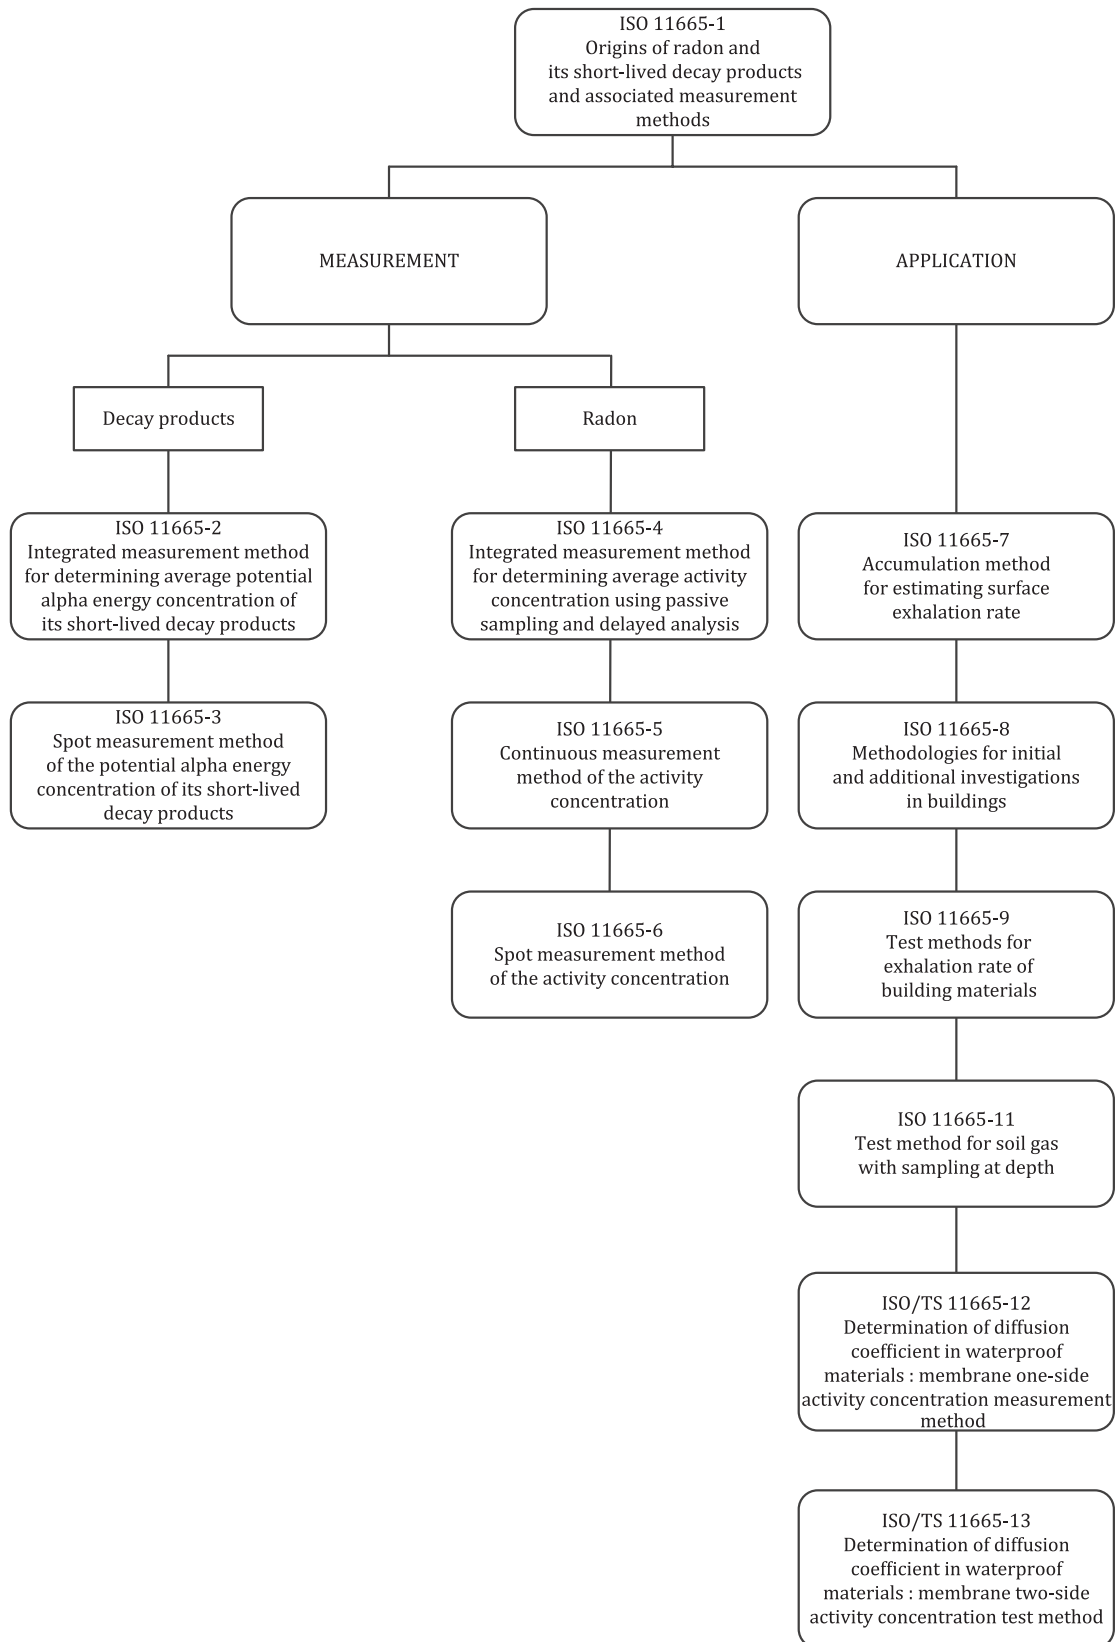 ISO 11665-1
Origins of radon and
its short-lived decay products
and associated measurement
methods
MEASUREMENT
APPLICATION
Decay products
Radon
ISO 11665-2
Integrated measurement method
for determining average potential
alpha energy concentration of
its short-lived decay products
ISO 11665-4
Integrated measurement method
for determining average activity
concentration using passive
sampling and delayed analysis
ISO 11665-7
Accumulation method
for estimating surface
exhalation rate
ISO 11665-3
Spot measurement method
of the potential alpha energy
concentration of its short-lived
decay products
ISO 11665-5
Continuous measurement
method of the activity
concentration
ISO 11665-8
Methodologies for initial
and additional investigations
in buildings
ISO 11665-6
Spot measurement method
of the activity concentration
ISO 11665-9
Test methods for
exhalation rate of
building materials
ISO 11665-11
Test method for soil gas
with sampling at depth
ISO/TS 11665-12
Determination of diffusion
coefficient in waterproof
materials : membrane one-side
activity concentration measurement
method
ISO/TS 11665-13
Determination of diffusion
coefficient in waterproof
materials : membrane two-side
activity concentration test method